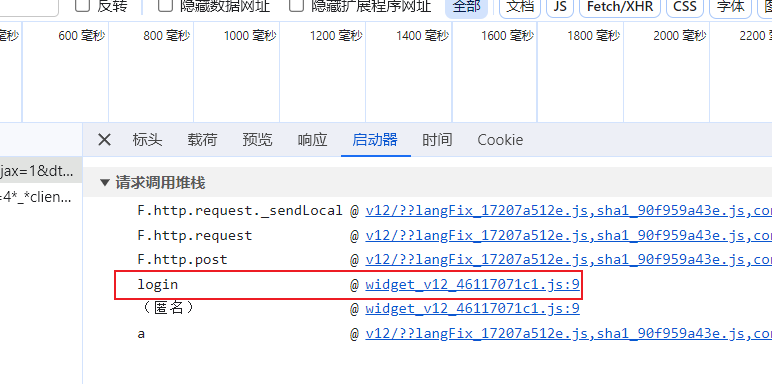 反转 隐藏数据网址 隐藏扩展程序网址 全部 文档 JS Fetch/XHR CSS 字体
毫秒 600 毫秒 800 毫秒 1000 毫秒 1200 毫秒 1400 毫秒 1600 毫秒 1800 毫秒 2000 毫秒 2200
标头 载荷 预览 响应 启动器 时间 Cookie
jax=1&dt...
请求调用堆栈
=4*_*clien...
F.http.request._sendLocal @ v12/??langFix_17207a512e.js,sha1_90f959a43e.js,con
F.http.request @ v12/??langFix_17207a512e.js,sha1_90f959a43e.js,con
F.http.post @ v12/??langFix_17207a512e.js,sha1_90f959a43e.js,con
login @ widget_v12_46117071c1.js:9
(匿名) @ widget_v12_46117071c1.js:9
a @ v12/??langFix_17207a512e.js,sha1_90f959a43e.js,con